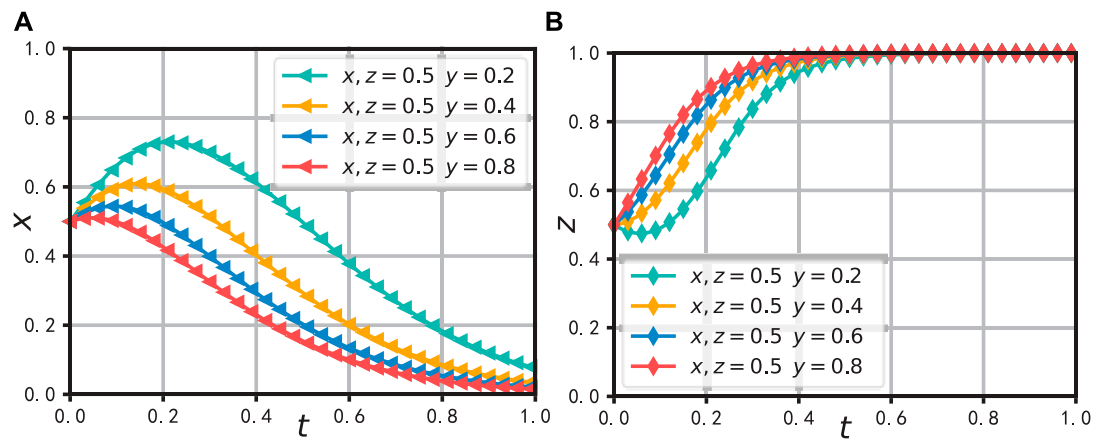 A
1.0
0.8
0.6
0.4
0.2
0.0
x
x, z = 0.5 y = 0.2
x, z = 0.5 y = 0.4
x, z = 0.5 y = 0.6
x, z = 0.5 y = 0.8
0.0 0.2 0.4 0.6 0.8 1.0
t
B
1.0
0.8
0.6
0.4
0.2
0.0
z
x, z = 0.5 y = 0.2
x, z = 0.5 y = 0.4
x, z = 0.5 y = 0.6
x, z = 0.5 y = 0.8
0.0 0.2 0.4 0.6 0.8 1.0
t